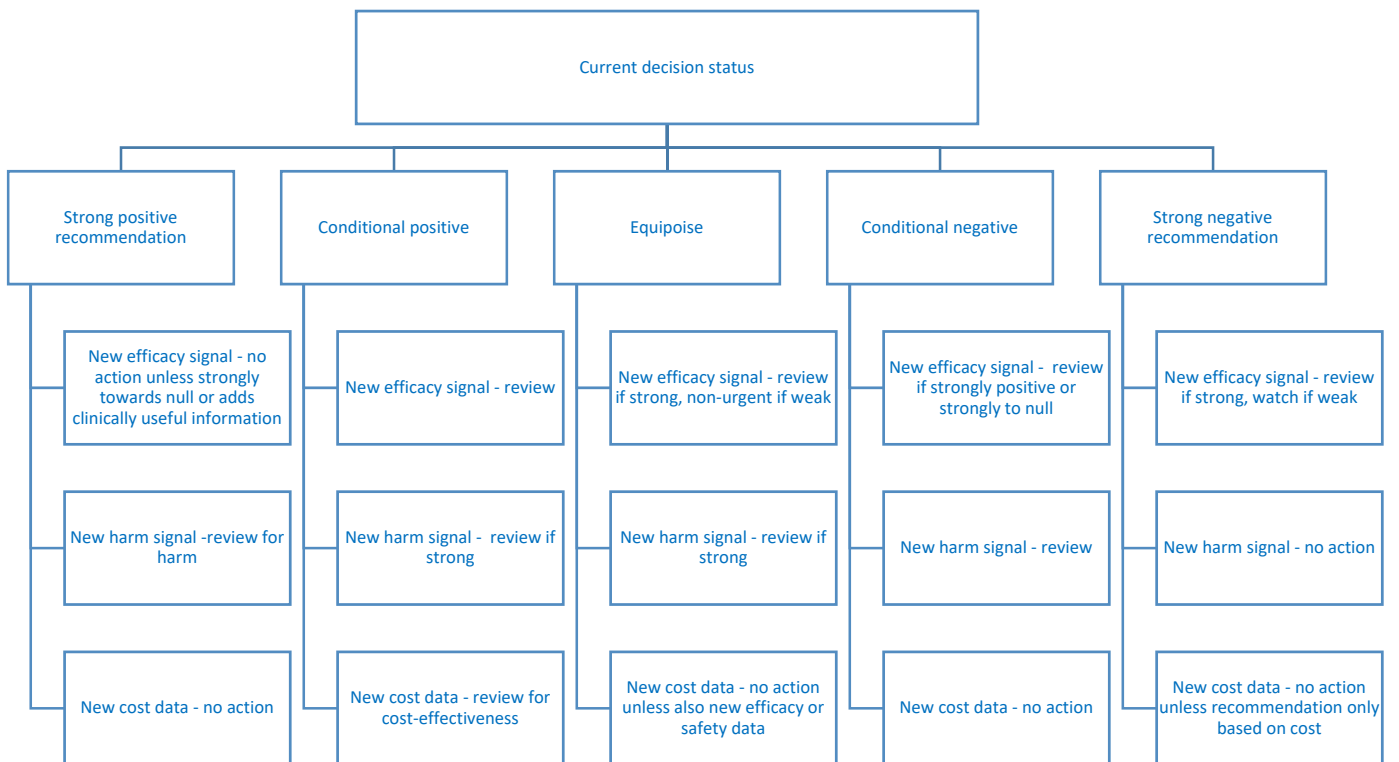 Current decision status
Strong positive
recommendation
Conditional positive
Equipoise
Conditional negative
Strong negative
recommendation
New efficacy signal - no
action unless strongly
towards null or adds
clinically useful information
New efficacy signal - review
New efficacy signal - review
if strong, non-urgent if weak
New efficacy signal -  review
if strongly positive or
strongly to null
New efficacy signal - review
if strong, watch if weak
New harm signal -review for
harm
New harm signal -  review if
strong
New harm signal - review if
strong
New harm signal - review
New harm signal - no action
New cost data - no action
New cost data - review for
cost-effectiveness
New cost data - no action
unless also new efficacy or
safety data
New cost data - no action
New cost data - no action
unless recommendation only
based on cost